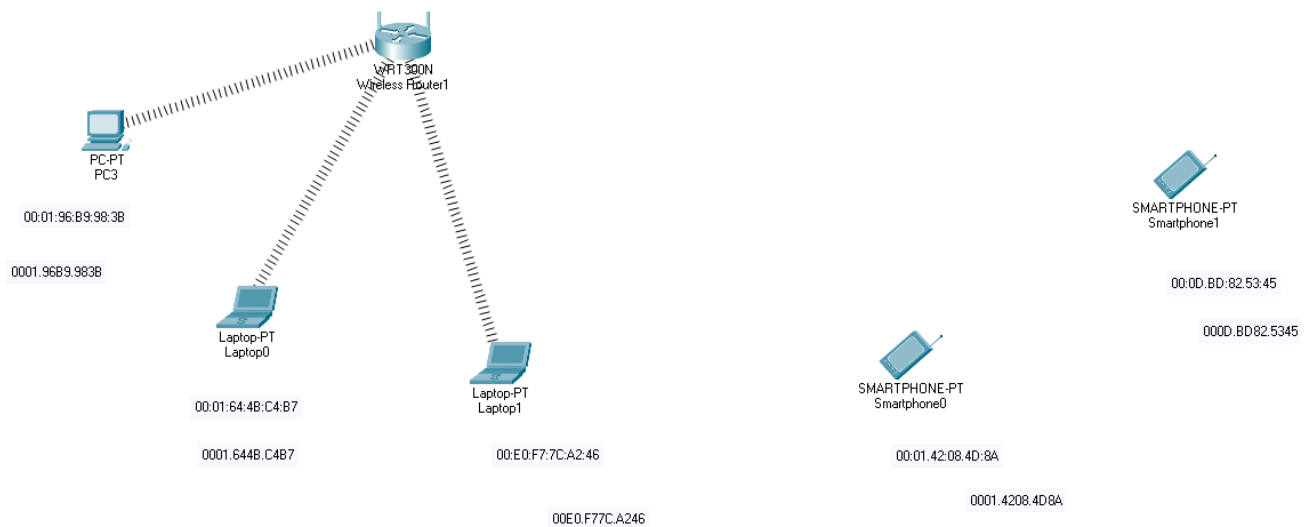 WRT300N
Wireless Router1
PC-PT
PC3
00:01:96:B9:98:3B
0001.96B9.983B
Laptop-PT
Laptop0
00:01:64:4B:C4:B7
0001.644B.C4B7
Laptop-PT
Laptop1
00:E0:F7:7C:A2:46
00E0.F77C.A246
SMARTPHONE-PT
Smartphone0
00:01.42:08.4D:8A
0001.4208.4D8A
SMARTPHONE-PT
Smartphone1
00:0D.BD:82.53:45
000D.BD82.5345